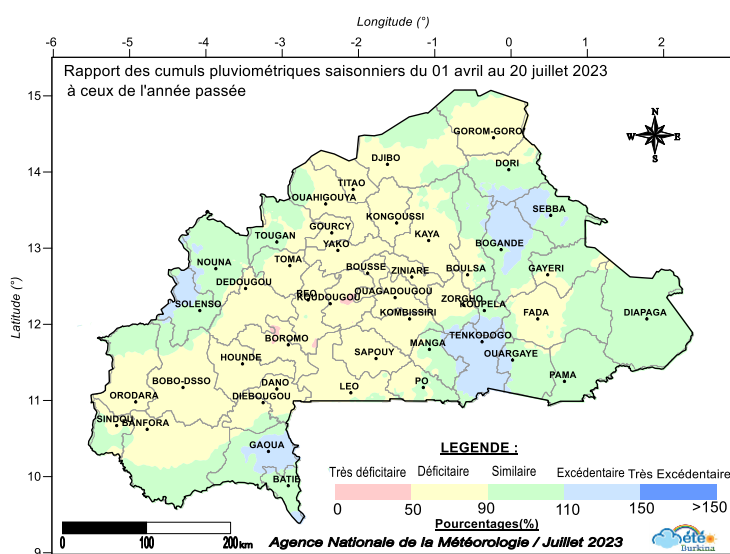 Longitude (°)
-6 -5 -4 -3 -2 -1 0 1 2
Rapport des cumuls pluviométriques saisonniers du 01 avril au 20 juillet 2023
à ceux de l'année passée
Latitude (°)
15
14
13
12
11
10
9
N
W E
S
GOROM-GORO
DJIBO
DORI
TITAO
OUAHIGOUYA
SEBBA
KONGOUSSI
GOURCY
KAYA
TOUGAN
YAKO
BOGANDE
TOMA
NOUNA
BOUSSE
ZINIARE
BOULSA
GAYERI
DEDOUGOU
REO
KOUDOUGOU
OUAGADOUGOU
ZORGHO
KOUPELA
SOLENSO
KOMBISSIRI
FADA
DIAPAGA
BOROMO
TENKODOGO
MANGA
SAPOUY
OUARGAYE
HOUNDE
PAMA
BOBO-DSSO
DANO
LEO
PO
ORODARA
DIEBOUGOU
SINDOU
BANFORA
GAOUA
BATIE
LEGENDE :
Très déficitaire Déficitaire Similaire Excédentaire Très Excédentaire
0 50 90 110 150 >150
Pourcentages(%)
0 100 200 km
Agence Nationale de la Météorologie / Juillet 2023
Météo
Burkina